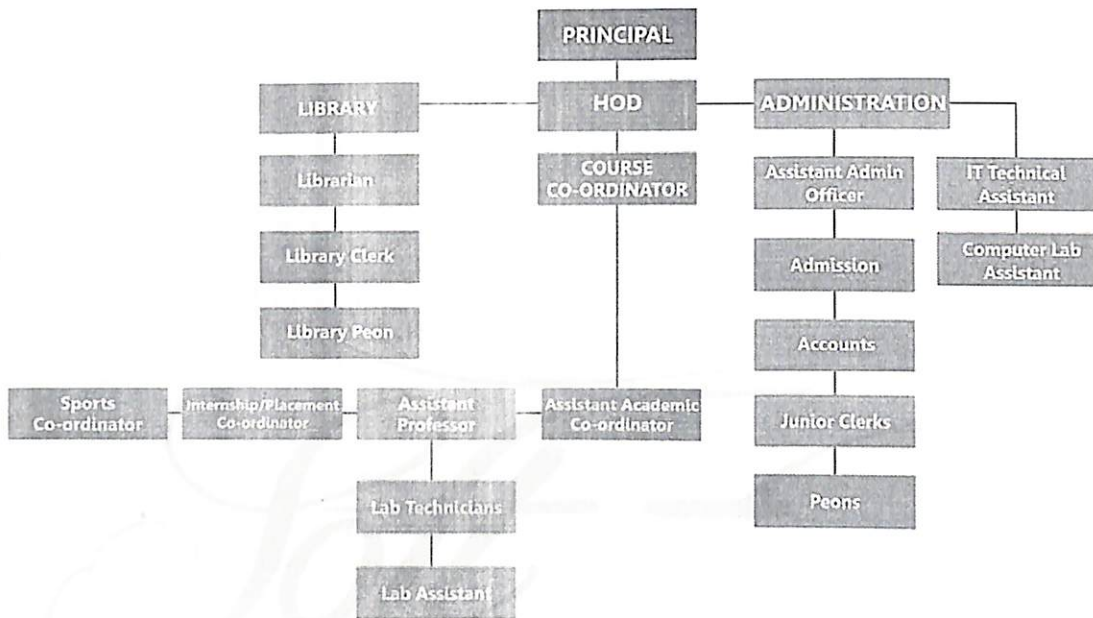 PRINCIPAL
LIBRARY
HOD
ADMINISTRATION
Librarian
COURSE
CO-ORDINATOR
Assistant Admin
Officer
IT Technical
Assistant
Library Clerk
Admission
Computer Lab
Assistant
Library Peon
Accounts
Sports
Co-ordinator
Internship/Placement
Co-ordinator
Assistant
Professor
Assistant Academic
Co-ordinator
Junior Clerks
Lab Technicians
Peons
Lab Assistant